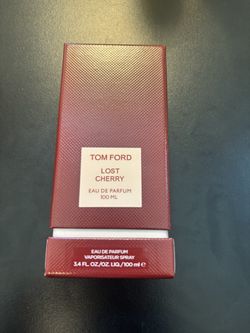 TOM FORD
LOST
CHERRY
EAU DE PARFUM
100 ML
EAU DE PARFUM
VAPORISATEUR SPRAY
3.4 FL. OZ/OZ. LIQ./100 ml ℮